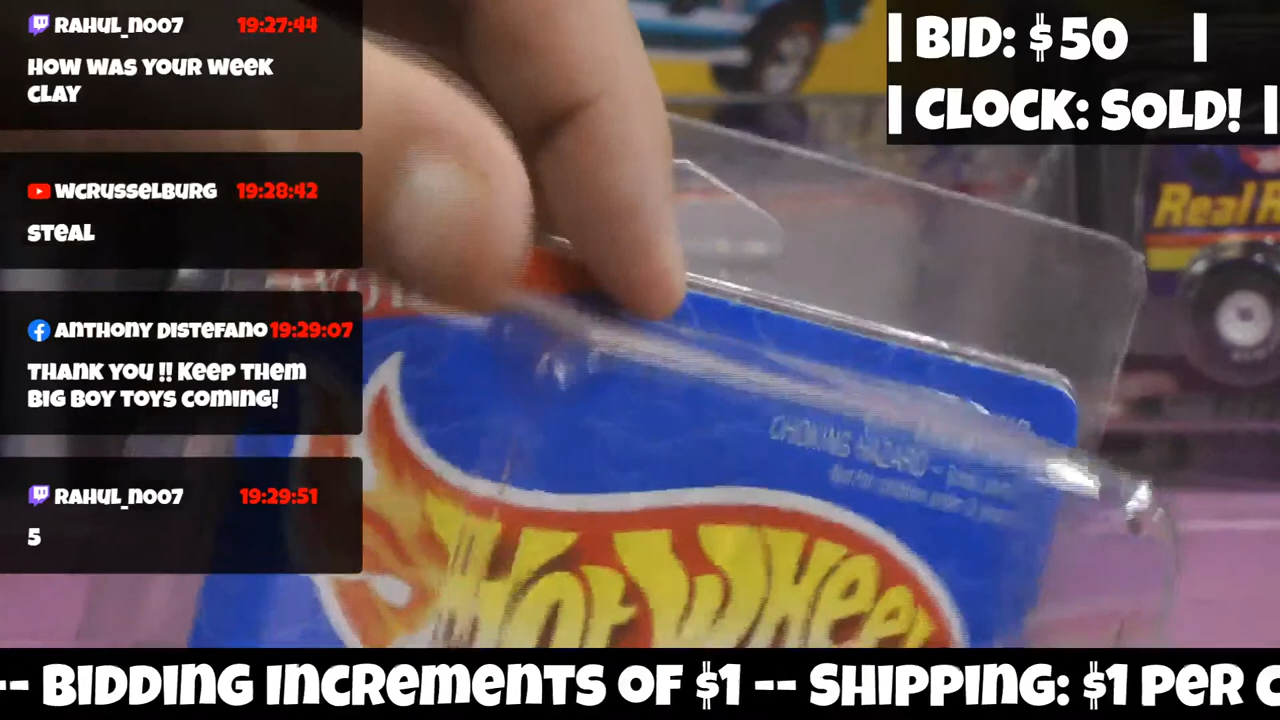 RAHUL_N007 19:27:44
HOW WAS YOUR WEEK
CLAY
WCRUSSELBURG 19:28:42
STEAL
ANTHONY DISTEFANO 19:29:07
THANK YOU !! KEEP THEM
BIG BOY TOYS COMING!
RAHUL_N007 19:29:51
5
| BID: $50 |
| CLOCK: SOLD! |
Real R
CHOKING HAZARD –
Hot Wheel
-- BIDDING INCREMENTS OF $1 -- SHIPPING: $1 PER C